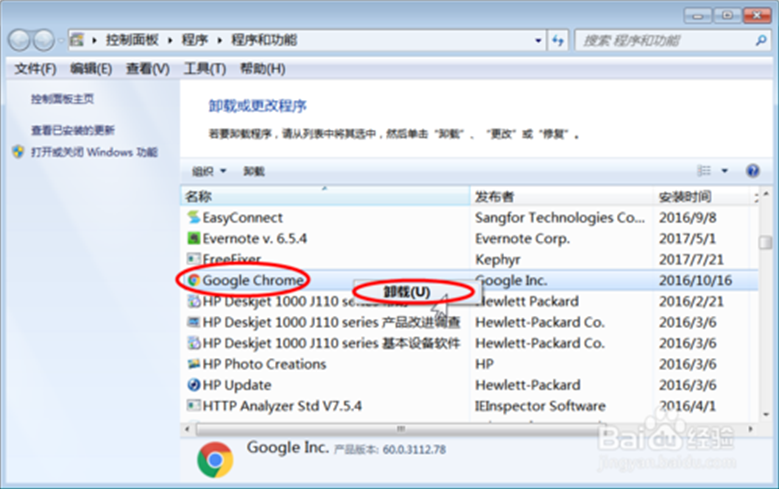 控制面板 程序 程序和功能 搜索 程序和功能
文件(F) 编辑(E) 查看(V) 工具(T) 帮助(H)
控制面板主页
查看已安装的更新
打开或关闭 Windows 功能
卸载或更改程序
若要卸载程序，请从列表中将其选中，然后单击“卸载”、“更改”或“修复”。
组织 卸载
名称 发布者 安装时间
EasyConnect Sangfor Technologies Co... 2016/9/8
Evernote v. 6.5.4 Evernote Corp. 2017/5/1
FreeFixer Kephyr 2017/7/21
Google Chrome 卸载(U) Google Inc. 2016/10/16
HP Deskjet 1000 J110 series Hewlett Packard 2016/2/21
HP Deskjet 1000 J110 series 产品改进调查 Hewlett-Packard Co. 2016/3/6
HP Deskjet 1000 J110 series 基本设备软件 Hewlett-Packard Co. 2016/3/6
HP Photo Creations HP 2016/3/6
HP Update Hewlett-Packard 2016/3/6
HTTP Analyzer Std V7.5.4 IEInspector Software 2016/4/1
Google Inc. 产品版本: 60.0.3112.78
Baidu 经验
jingyan.baidu.com